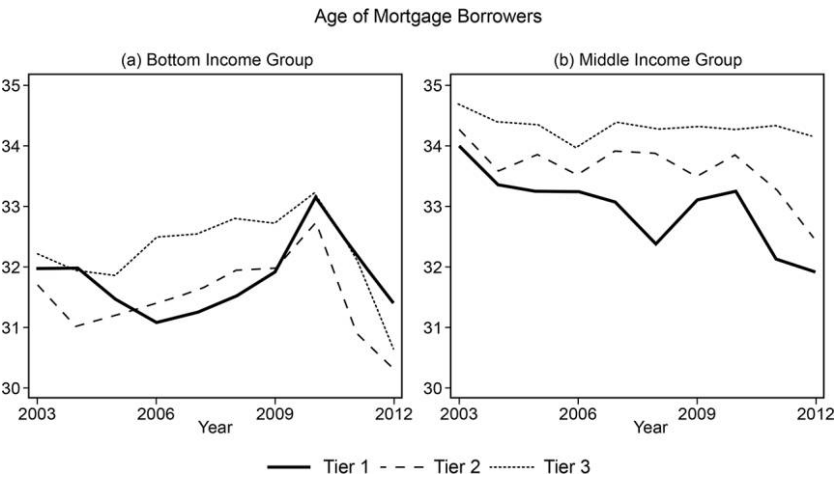 Age of Mortgage Borrowers
(a) Bottom Income Group
35
34
33
32
31
30
2003 2006 2009 2012
Year
(b) Middle Income Group
35
34
33
32
31
30
2003 2006 2009 2012
Year
Tier 1 Tier 2 Tier 3